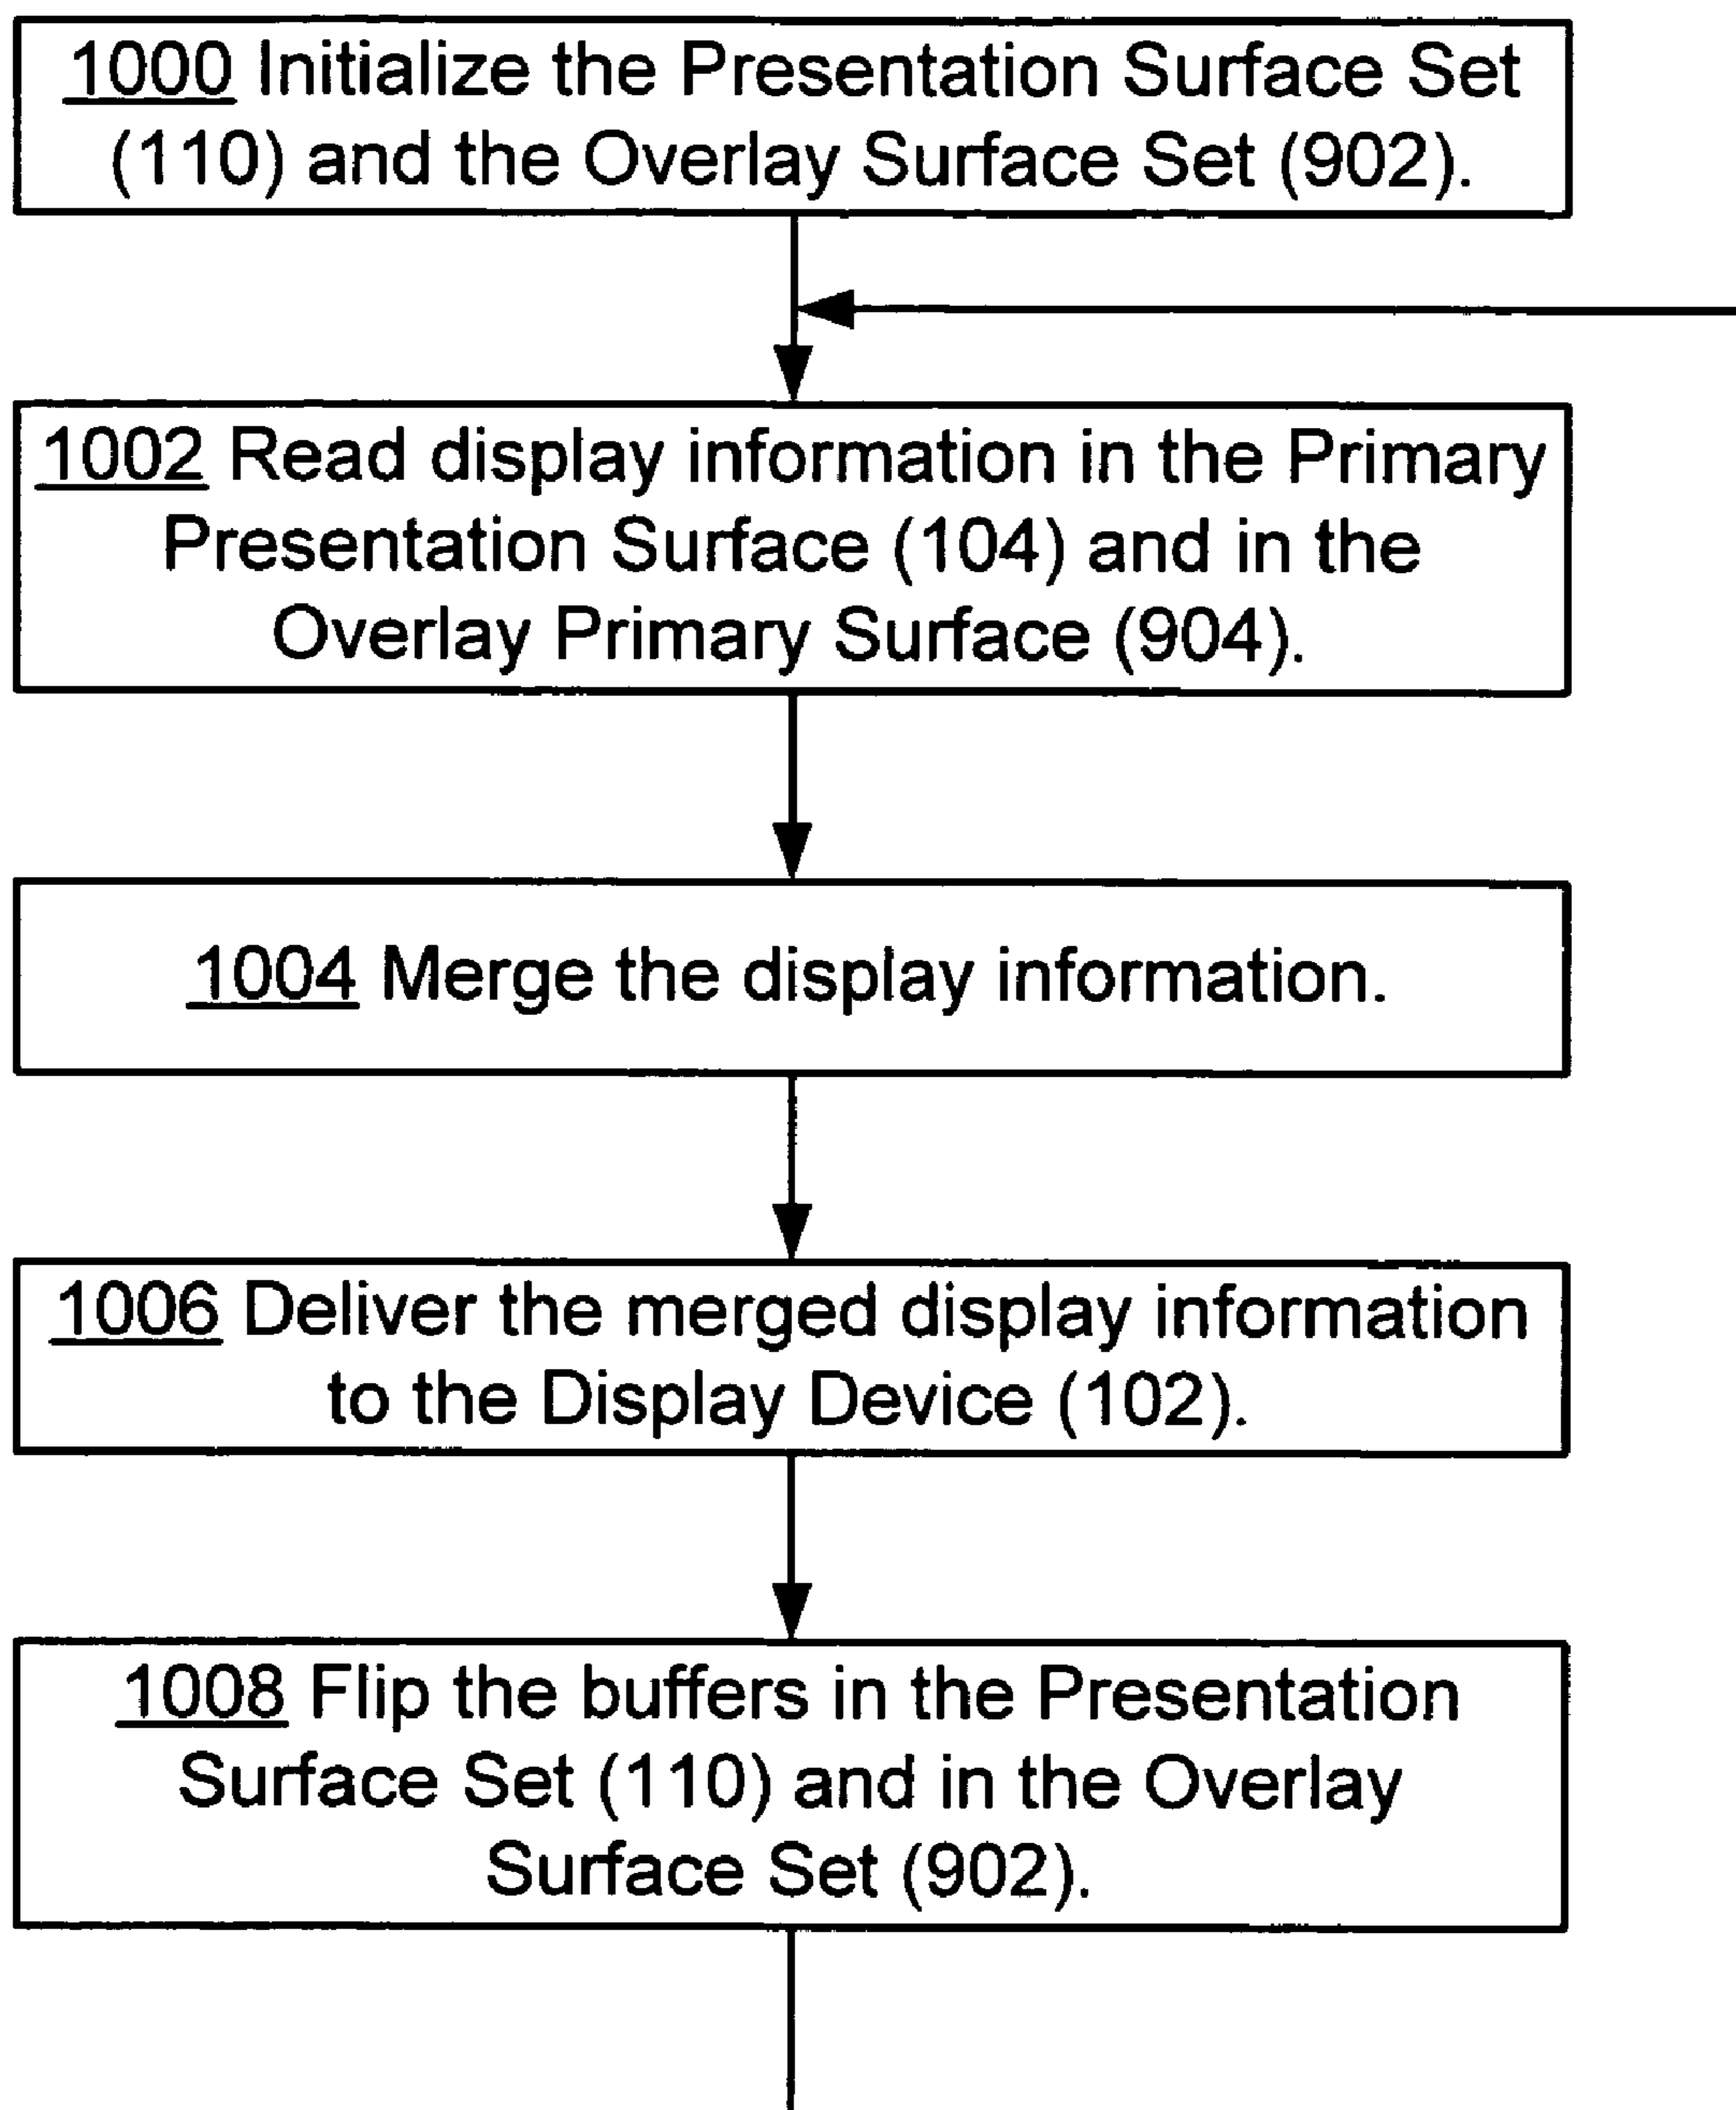 1000 Initialize the Presentation Surface Set
(110) and the Overlay Surface Set (902).
1002 Read display information in the Primary
Presentation Surface (104) and in the
Overlay Primary Surface (904).
1004 Merge the display information.
1006 Deliver the merged display information
to the Display Device (102).
1008 Flip the buffers in the Presentation
Surface Set (110) and in the Overlay
Surface Set (902).